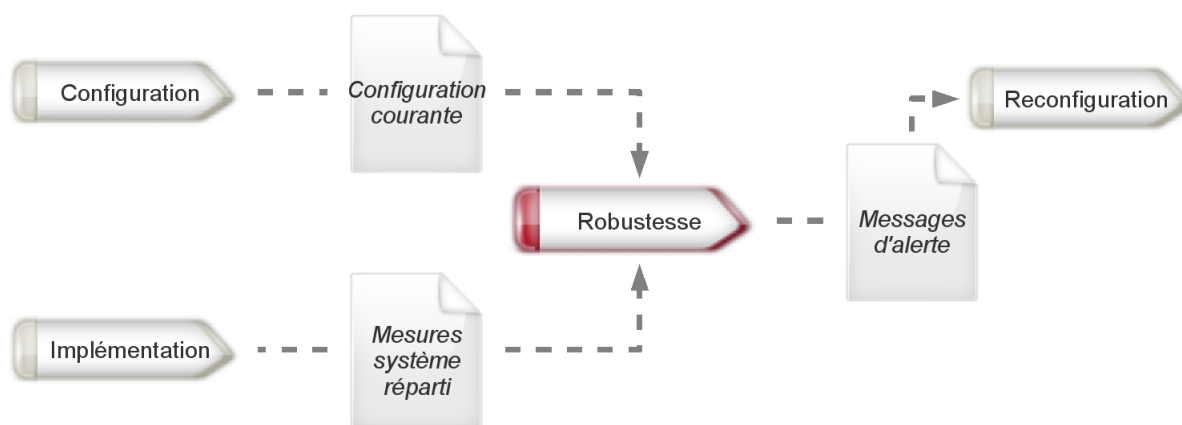 Configuration
Configuration
courante
Reconfiguration
Robustesse
Messages
d'alerte
Implémentation
Mesures
système
réparti